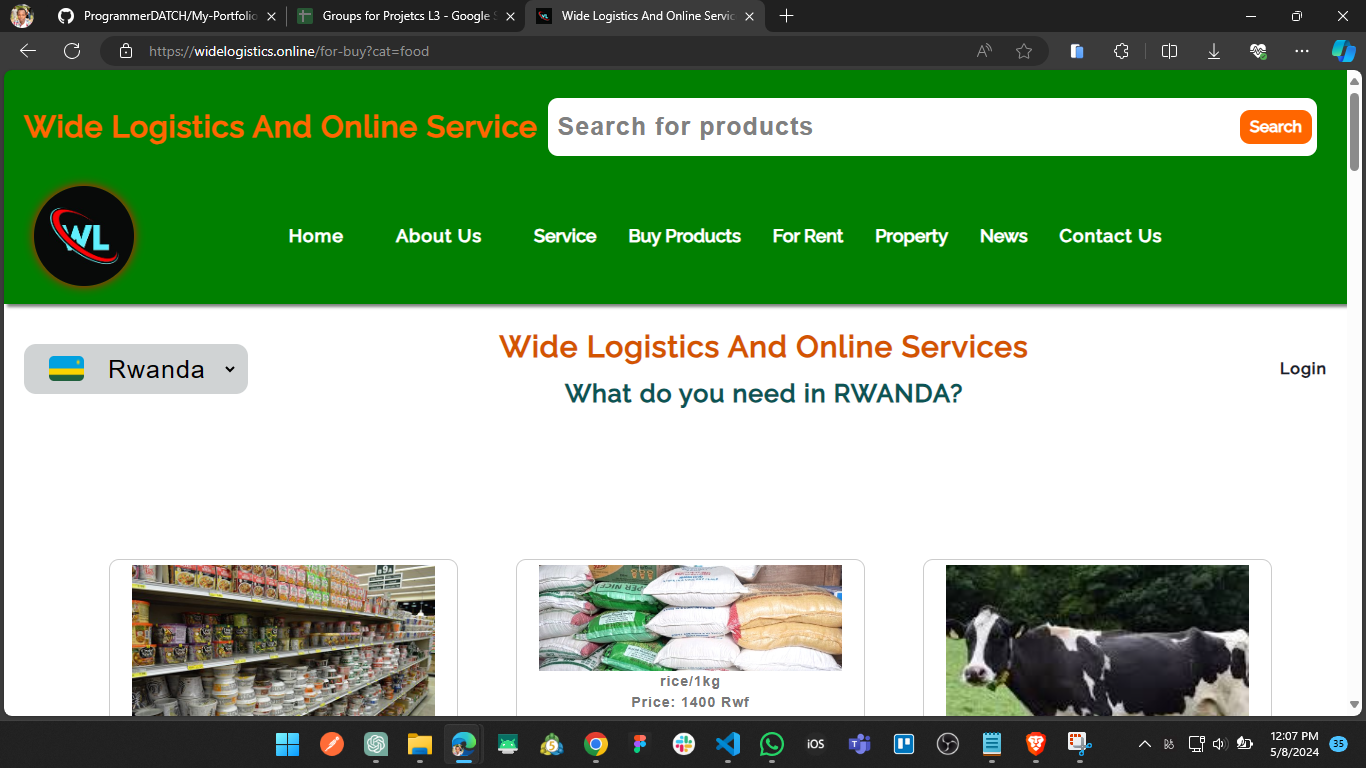 ProgrammerDATCH/My-Portfolio
Groups for Projetcs L3 - Google S
Wide Logistics And Online Servic
https://widelogistics.online/for-buy?cat=food
Wide Logistics And Online Service
Search for products
Search
WL
Home
About Us
Service
Buy Products
For Rent
Property
News
Contact Us
Rwanda
Wide Logistics And Online Services
What do you need in RWANDA?
Login
rice/1kg
Price: 1400 Rwf
iOS
12:07 PM
5/8/2024
35